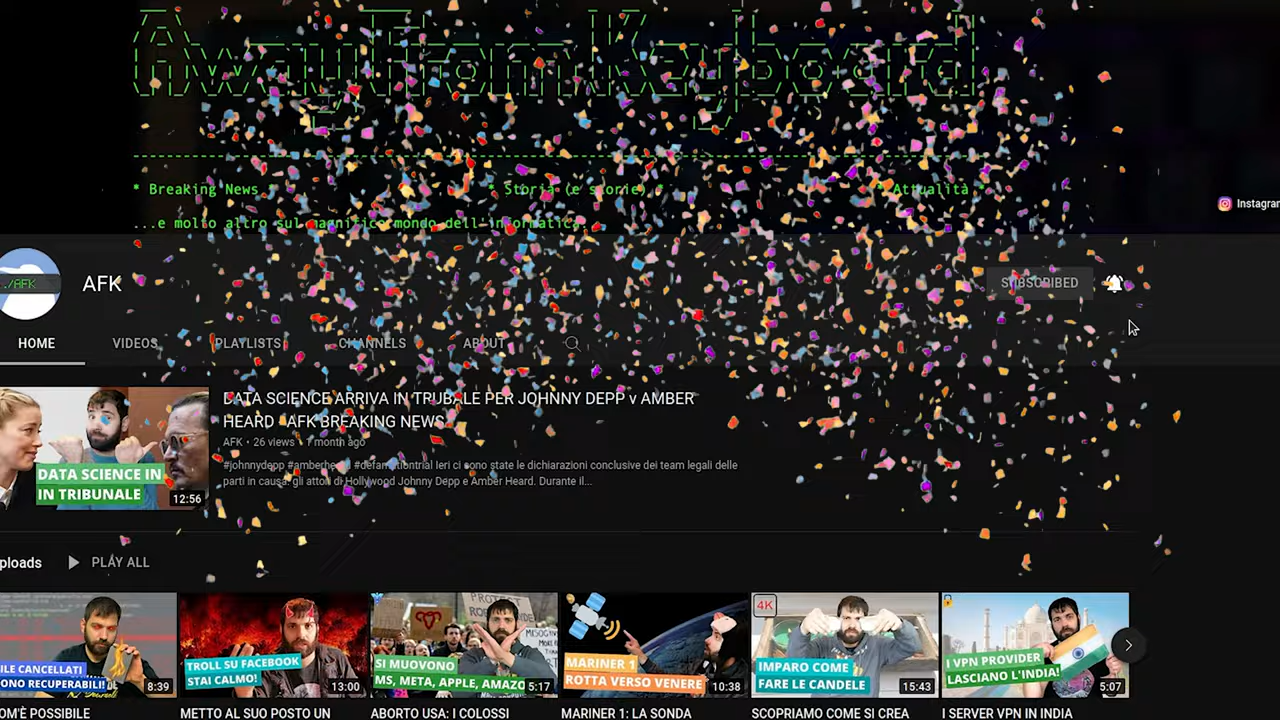 AwayFromKeyboard
* Breaking News * * Storia (e storie) * * Attualità *
...e molto altro sul magnifico mondo dell'informatica
Instagram
./AFK
AFK
SUBSCRIBED
HOME VIDEOS PLAYLISTS CHANNELS ABOUT
DATA SCIENCE ARRIVA IN TRIBUNALE PER JOHNNY DEPP v AMBER
HEARD - AFK BREAKING NEWS
AFK • 26 views • 1 month ago
#johnnydepp #amberheard #defamationtrial Ieri ci sono state le dichiarazioni conclusive dei team legali delle
parti in causa: gli attori di Hollywood Johnny Depp e Amber Heard. Durante il...
DATA SCIENCE IN
IN TRIBUNALE
12:56
ploads PLAY ALL
ILE CANCELLATI
ONO RECUPERABILI!
8:39
TROLL SU FACEBOOK
STAI CALMO!
13:00
SI MUOVONO
MS, META, APPLE, AMAZO
5:17
MARINER 1
ROTTA VERSO VENERE
10:38
4K
IMPARO COME
FARE LE CANDELE
15:43
I VPN PROVIDER
LASCIANO L'INDIA!
5:07
OM'È POSSIBILE
METTO AL SUO POSTO UN
ABORTO USA: I COLOSSI
MARINER 1: LA SONDA
SCOPRIAMO COME SI CREA
I SERVER VPN IN INDIA